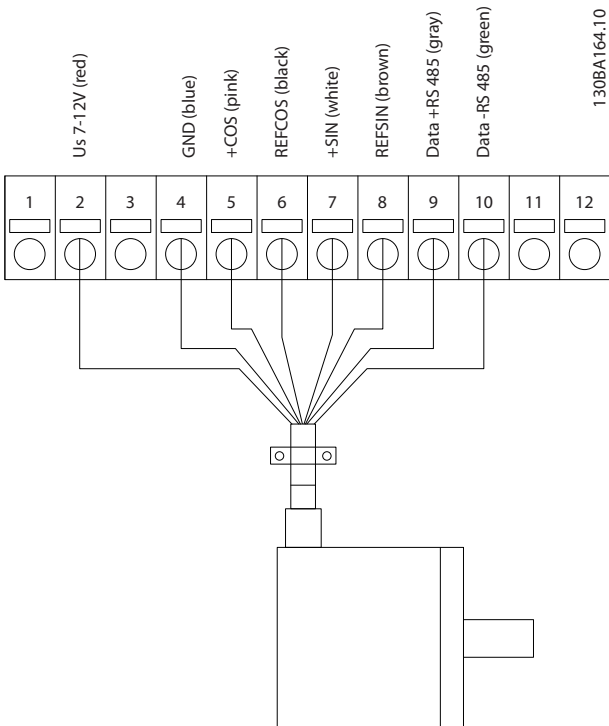 Us 7-12V (red)
GND (blue)
+COS (pink)
REFCOS (black)
+SIN (white)
REFSIN (brown)
Data +RS 485 (gray)
Data -RS 485 (green)
130BA164.10
1 2 3 4 5 6 7 8 9 10 11 12